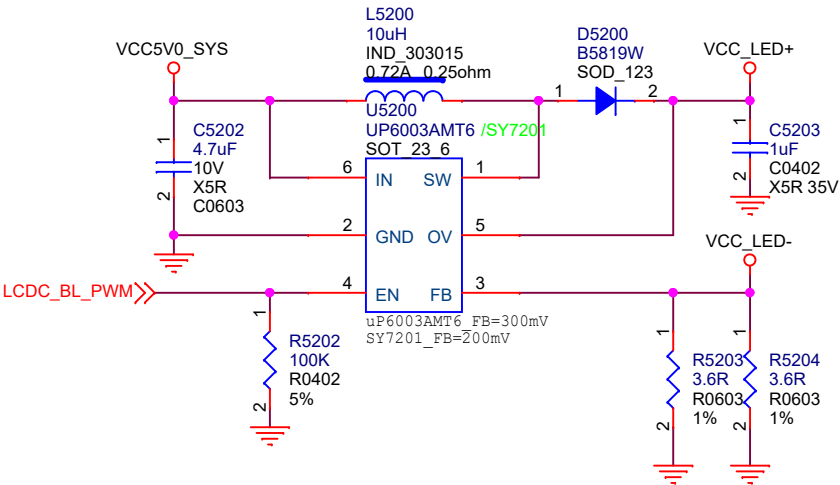 L5200
10uH
IND_303015
0.72A_0.25ohm
D5200
B5819W
SOD_123
VCC5V0_SYS
VCC_LED+
1
2
U5200
UP6003AMT6 /SY7201
SOT_23_6
1
C5202
4.7uF
10V
X5R
C0603
2
1
C5203
1uF
C0402
X5R 35V
2
6
IN
SW
1
2
GND
OV
5
4
EN
FB
3
VCC_LED-
LCDC_BL_PWM
uP6003AMT6_FB=300mV
SY7201_FB=200mV
1
R5202
100K
R0402
5%
2
1
R5203
3.6R
R0603
1%
2
1
R5204
3.6R
R0603
1%
2